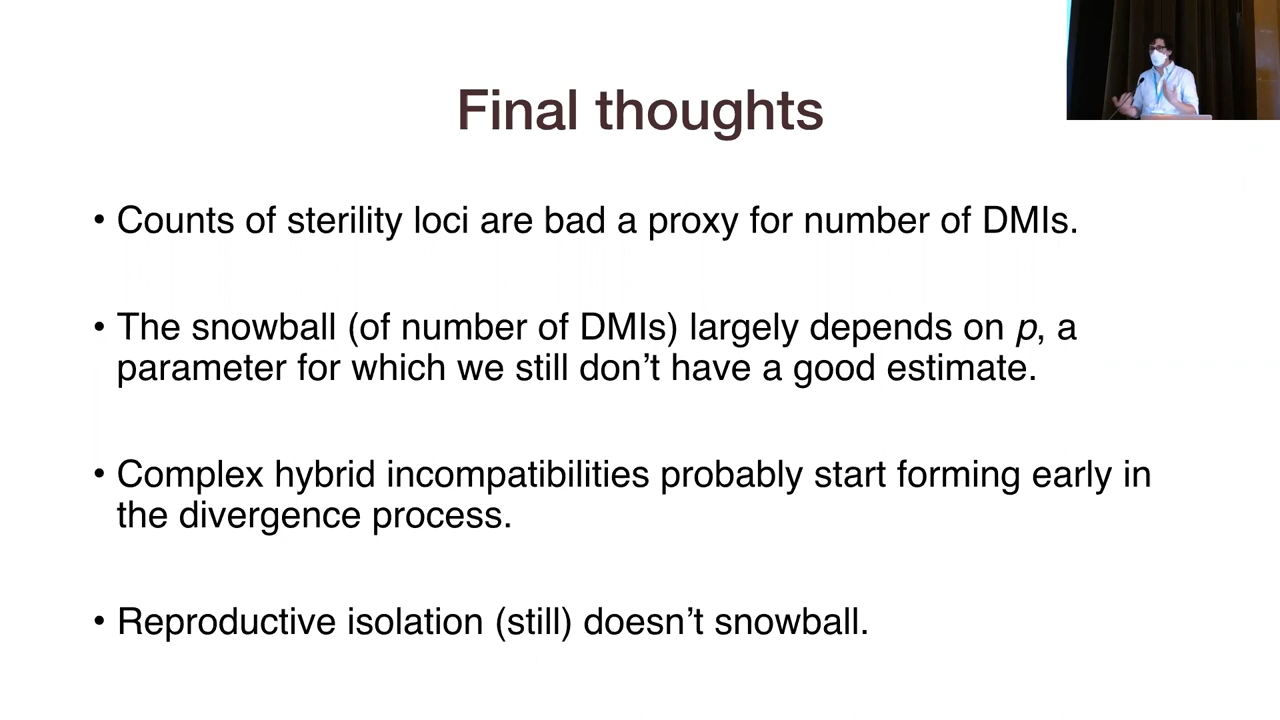 Final thoughts
• Counts of sterility loci are bad a proxy for number of DMIs.
• The snowball (of number of DMIs) largely depends on p, a
parameter for which we still don’t have a good estimate.
• Complex hybrid incompatibilities probably start forming early in
the divergence process.
• Reproductive isolation (still) doesn’t snowball.